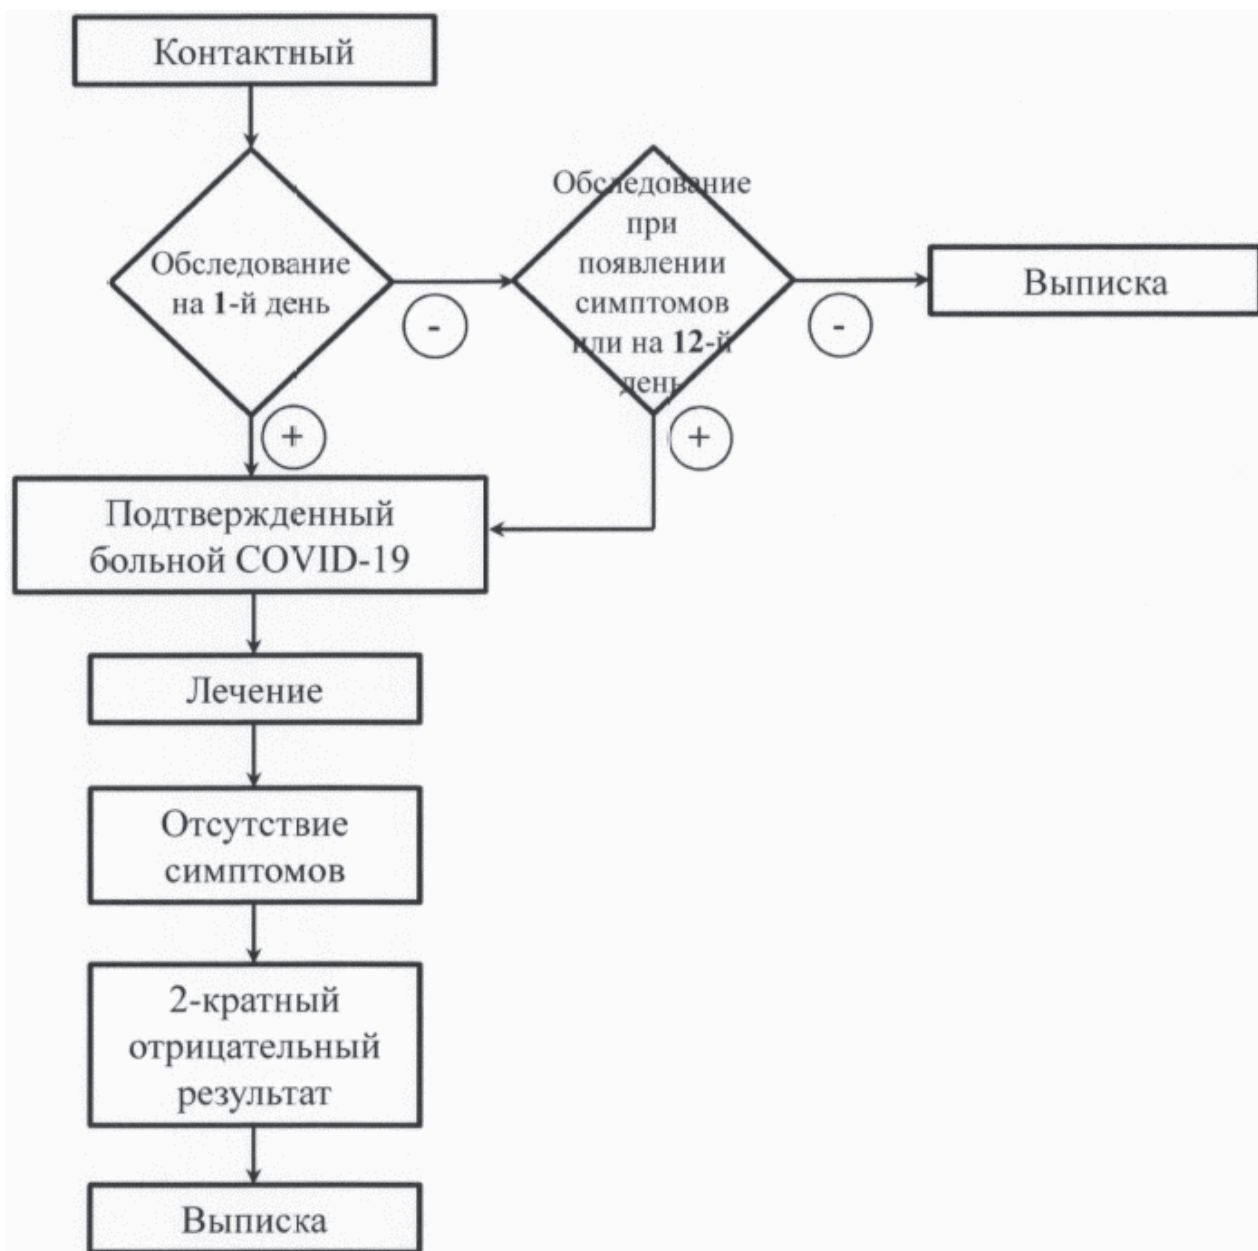 Контактный
Обследование
на 1-й день
-
Обследование
при
появлении
симптомов
или на 12-й
день
-
Выписка
+
+
Подтвержденный
больной COVID-19
Лечение
Отсутствие
симптомов
2-кратный
отрицательный
результат
Выписка